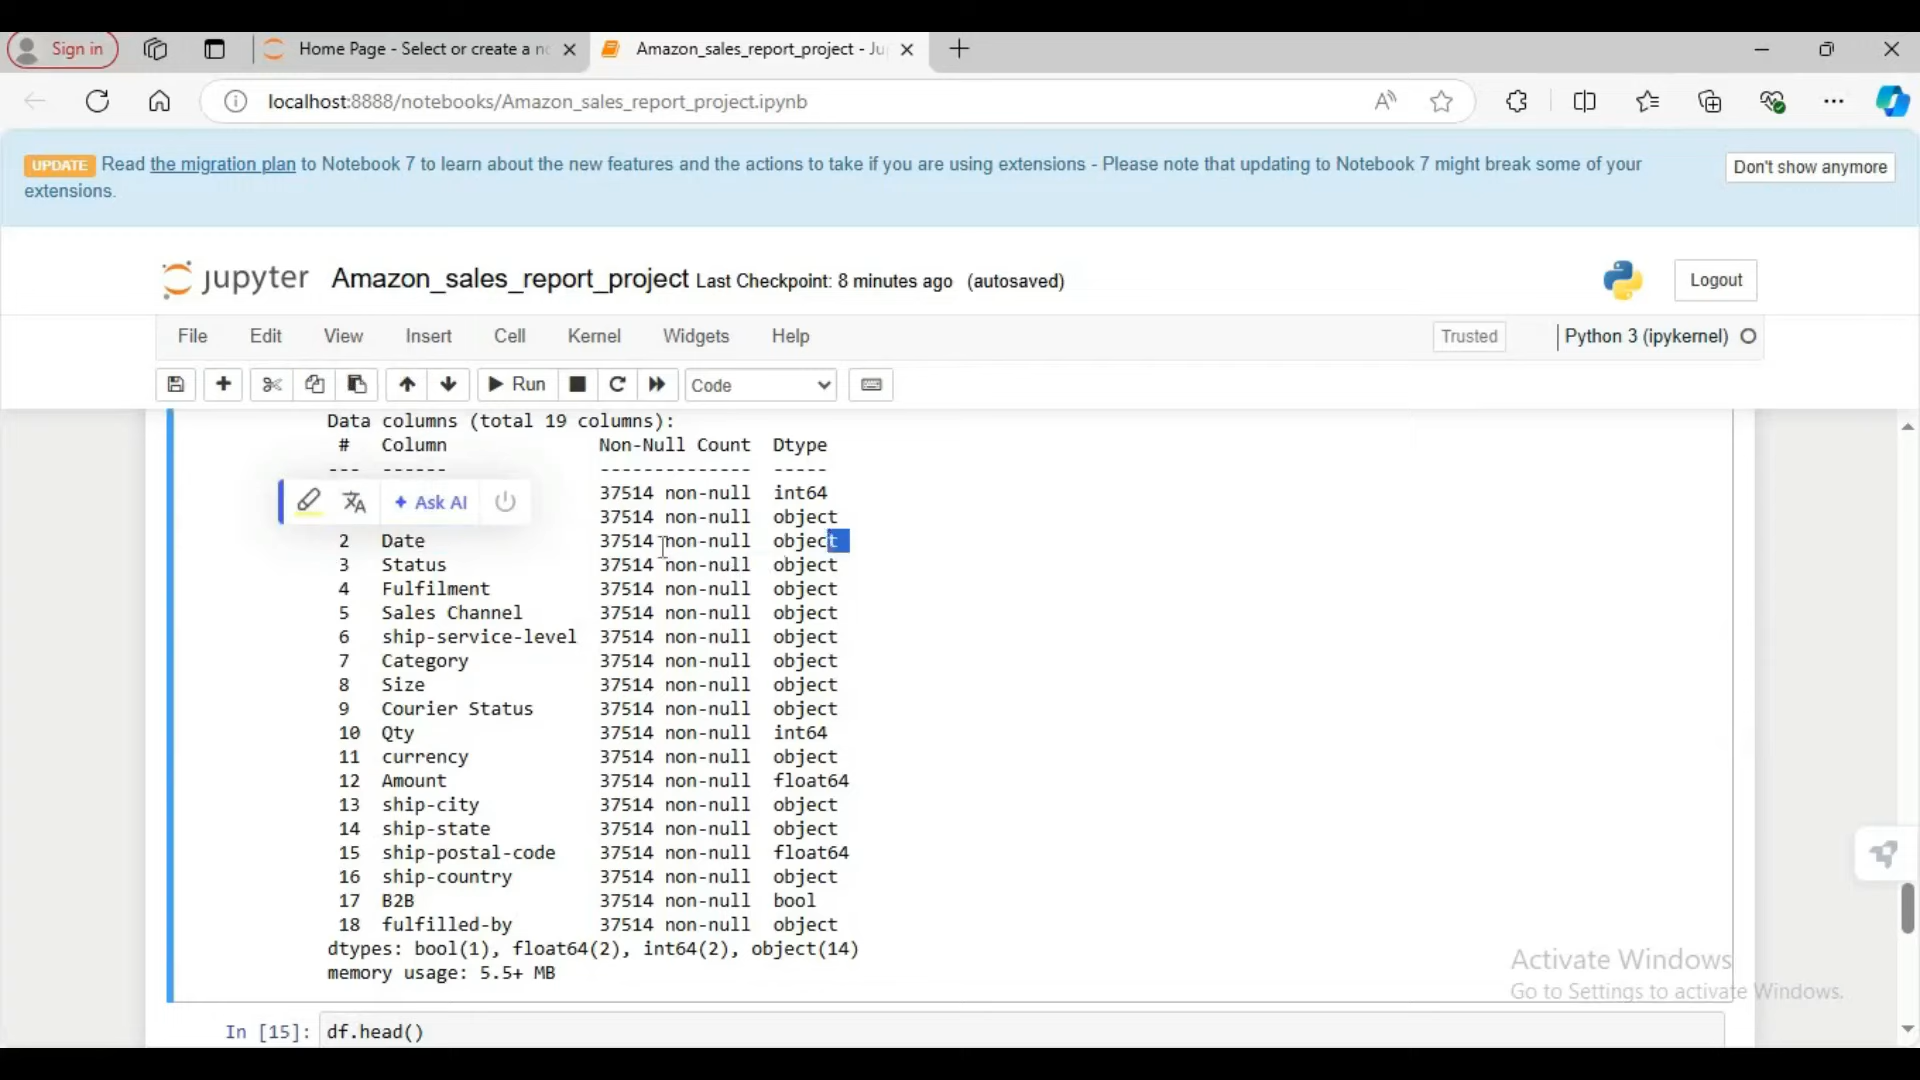 Sign in
Home Page - Select or create a no
Amazon_sales_report_project - Ju
localhost:8888/notebooks/Amazon_sales_report_project.ipynb
UPDATE Read the migration plan to Notebook 7 to learn about the new features and the actions to take if you are using extensions - Please note that updating to Notebook 7 might break some of your
extensions.
Don't show anymore
jupyter Amazon_sales_report_project Last Checkpoint: 8 minutes ago (autosaved)
Logout
File Edit View Insert Cell Kernel Widgets Help
Trusted
Python 3 (ipykernel)
Run
Code
Data columns (total 19 columns):
# Column Non-Null Count Dtype
--- ------ -------------- -----
37514 non-null int64
Ask AI
37514 non-null object
2 Date 37514 non-null object
3 Status 37514 non-null object
4 Fulfilment 37514 non-null object
5 Sales Channel 37514 non-null object
6 ship-service-level 37514 non-null object
7 Category 37514 non-null object
8 Size 37514 non-null object
9 Courier Status 37514 non-null object
10 Qty 37514 non-null int64
11 currency 37514 non-null object
12 Amount 37514 non-null float64
13 ship-city 37514 non-null object
14 ship-state 37514 non-null object
15 ship-postal-code 37514 non-null float64
16 ship-country 37514 non-null object
17 B2B 37514 non-null bool
18 fulfilled-by 37514 non-null object
dtypes: bool(1), float64(2), int64(2), object(14)
memory usage: 5.5+ MB
Activate Windows
Go to Settings to activate Windows.
In [15]: df.head()